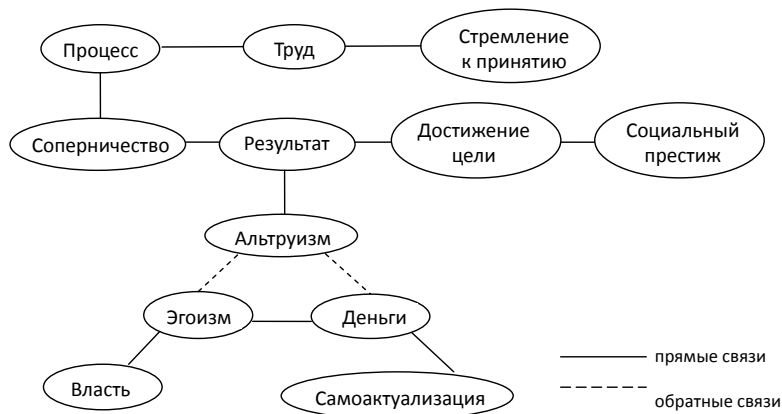 Процесс
Труд
Стремление
к принятию
Соперничество
Результат
Достижение
цели
Социальный
престиж
Альтруизм
Эгоизм
Деньги
Власть
Самоактуализация
прямые связи
обратные связи